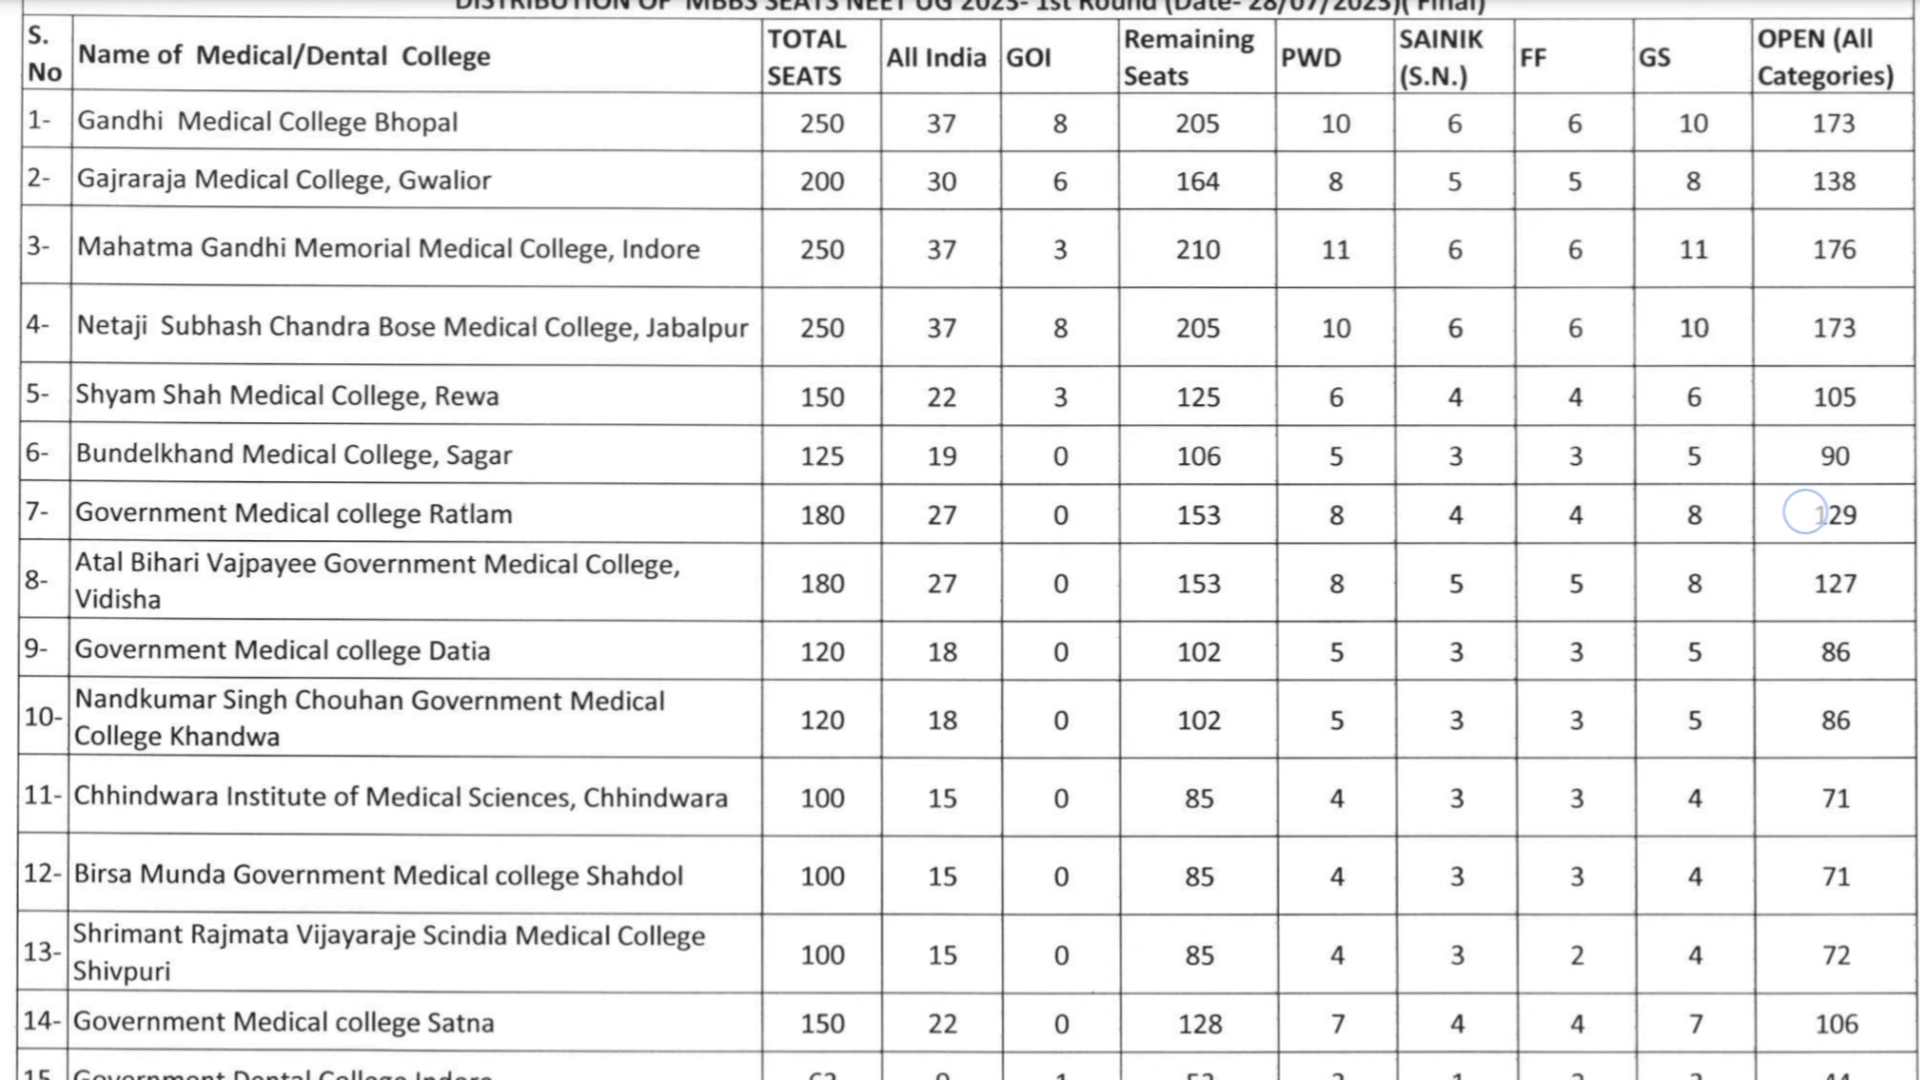 DISTRIBUTION OF MBBS SEATS NEET UG 2023- 1st Round (Date- 28/07/2023)( Final)
S. No Name of Medical/Dental College TOTAL SEATS All India GOI Remaining Seats PWD SAINIK (S.N.) FF GS OPEN (All Categories)
1- Gandhi Medical College Bhopal 250 37 8 205 10 6 6 10 173
2- Gajraraja Medical College, Gwalior 200 30 6 164 8 5 5 8 138
3- Mahatma Gandhi Memorial Medical College, Indore 250 37 3 210 11 6 6 11 176
4- Netaji Subhash Chandra Bose Medical College, Jabalpur 250 37 8 205 10 6 6 10 173
5- Shyam Shah Medical College, Rewa 150 22 3 125 6 4 4 6 105
6- Bundelkhand Medical College, Sagar 125 19 0 106 5 3 3 5 90
7- Government Medical college Ratlam 180 27 0 153 8 4 4 8 129
8- Atal Bihari Vajpayee Government Medical College, Vidisha 180 27 0 153 8 5 5 8 127
9- Government Medical college Datia 120 18 0 102 5 3 3 5 86
10- Nandkumar Singh Chouhan Government Medical College Khandwa 120 18 0 102 5 3 3 5 86
11- Chhindwara Institute of Medical Sciences, Chhindwara 100 15 0 85 4 3 3 4 71
12- Birsa Munda Government Medical college Shahdol 100 15 0 85 4 3 3 4 71
13- Shrimant Rajmata Vijayaraje Scindia Medical College Shivpuri 100 15 0 85 4 3 2 4 72
14- Government Medical college Satna 150 22 0 128 7 4 4 7 106
15 Government Dental College Indore